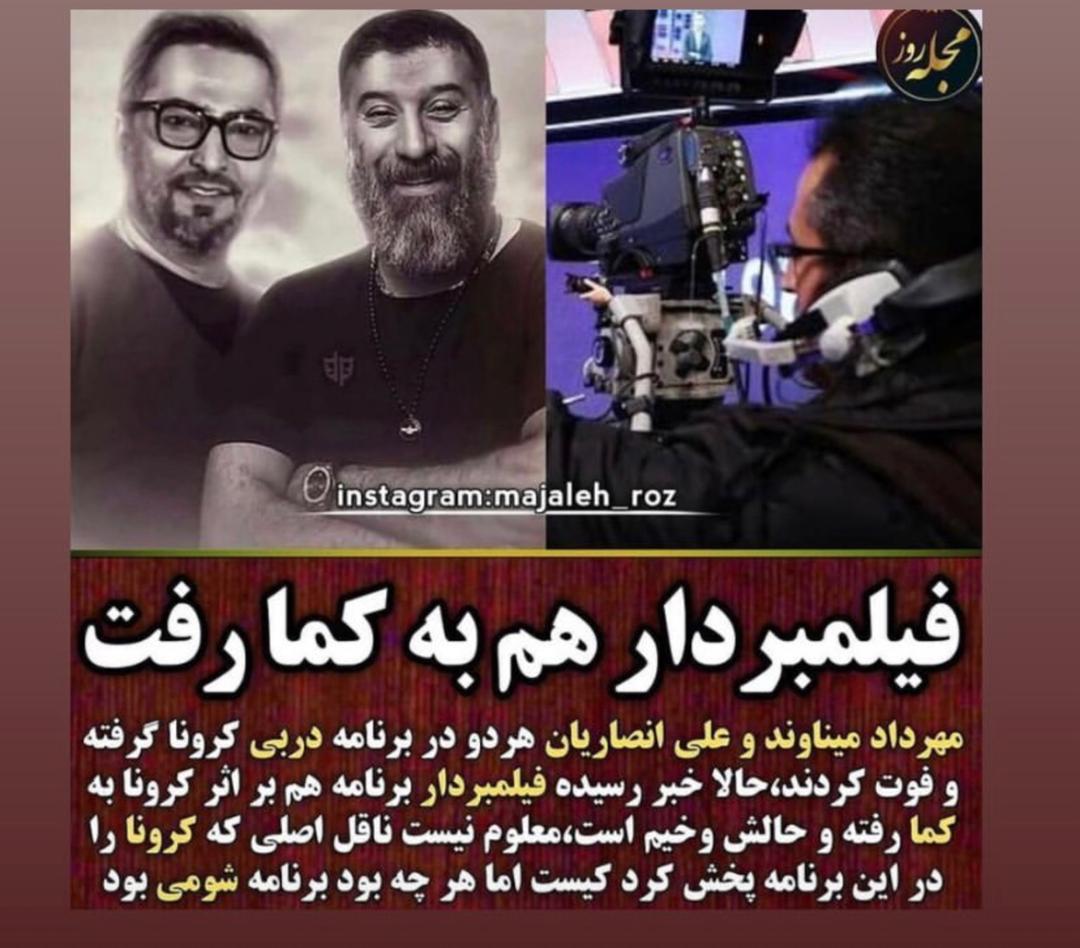 مجله روز
instagram:majaleh_roz
فیلمبردار هم به کما رفت
مهرداد میناوند و علی انصاریان هردو در برنامه دربی کرونا گرفته
و فوت کردند،حالا خبر رسیده فیلمبردار برنامه هم بر اثر کرونا به
کما رفته و حالش وخیم است،معلوم نیست ناقل اصلی که کرونا را
در این برنامه پخش کرد کیست اما هر چه بود برنامه شومی بود